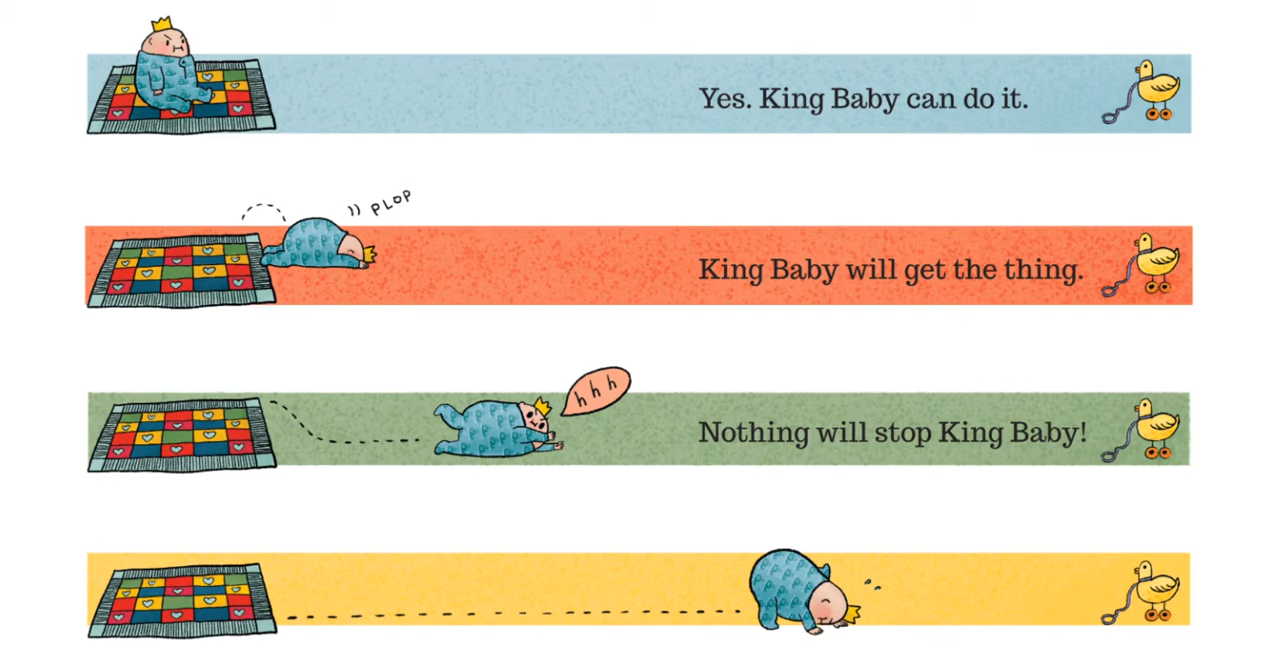 Yes. King Baby can do it.
PLOP
King Baby will get the thing.
hhh
Nothing will stop King Baby!